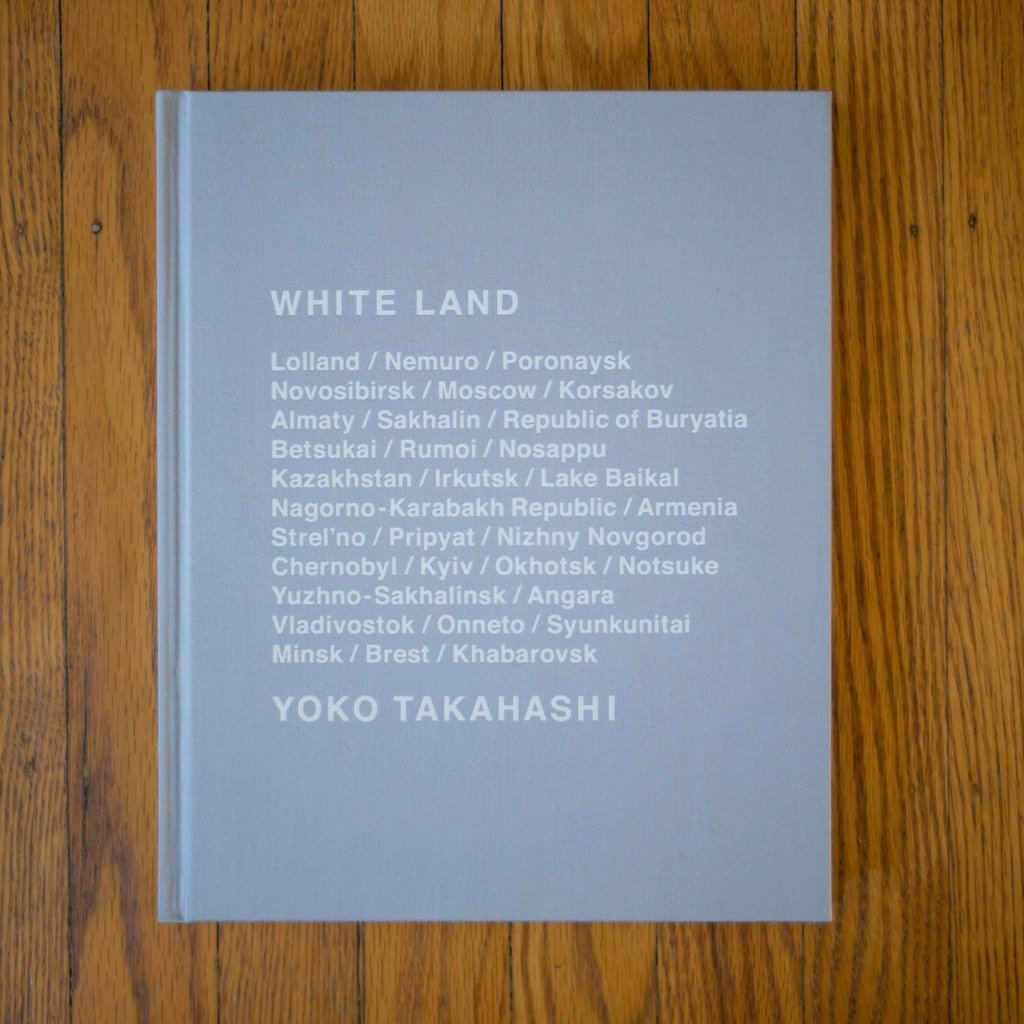 WHITE LAND
Lolland / Nemuro / Poronaysk
Novosibirsk / Moscow / Korsakov
Almaty / Sakhalin / Republic of Buryatia
Betsukai / Rumoi / Nosappu
Kazakhstan / Irkutsk / Lake Baikal
Nagorno-Karabakh Republic / Armenia
Strel’no / Pripyat / Nizhny Novgorod
Chernobyl / Kyiv / Okhotsk / Notsuke
Yuzhno-Sakhalinsk / Angara
Vladivostok / Onneto / Syunkunitai
Minsk / Brest / Khabarovsk
YOKO TAKAHASHI